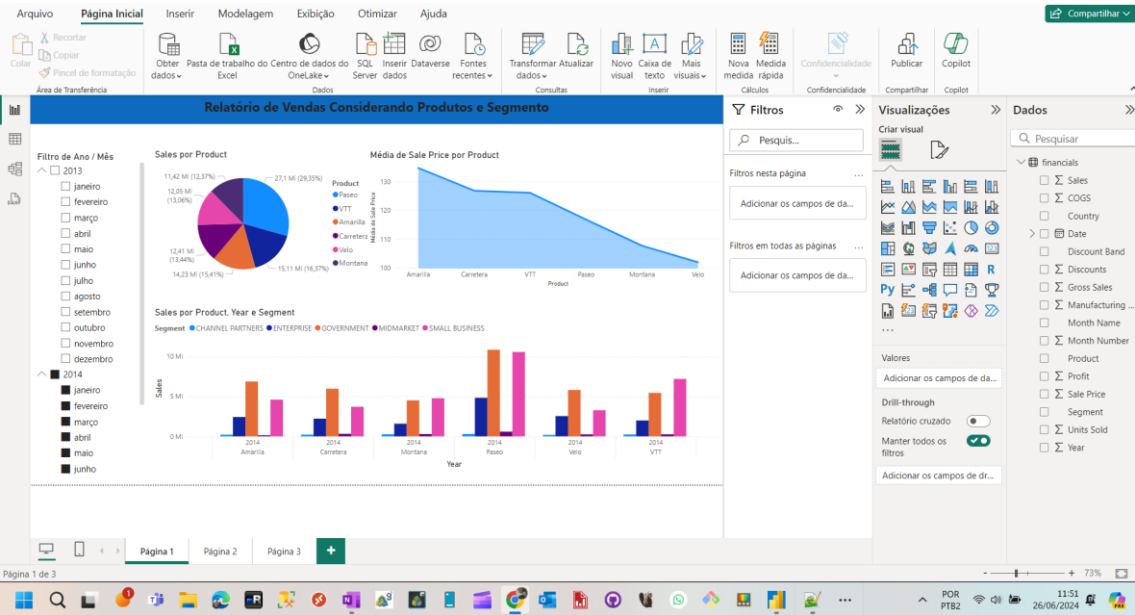 Arquivo Página Inicial Inserir Modelagem Exibição Otimizar Ajuda
Compartilhar
Colar
Recortar
Copiar
Pincel de formatação
Obter dados
Pasta de trabalho do Excel
Centro de dados do OneLake
SQL Server
Inserir dados
Dataverse
Fontes recentes
Transformar dados
Atualizar
Novo visual
Caixa de texto
Mais visuais
Nova medida
Medida rápida
Confidencialidade
Publicar
Copilot
Área de Transferência
Dados
Consultas
Inserir
Cálculos
Confidencialidade
Compartilhar
Copilot
Relatório de Vendas Considerando Produtos e Segmento
Filtro de Ano / Mês
2013
janeiro
fevereiro
março
abril
maio
junho
julho
agosto
setembro
outubro
novembro
dezembro
2014
janeiro
fevereiro
março
abril
maio
junho
Sales por Product
11,42 Mi (12,37%)
27,1 Mi (29,35%)
12,05 Mi
(13,06%)
12,41 Mi
(13,44%)
14,23 Mi (15,41%)
15,11 Mi (16,37%)
Product
Paseo
VTT
Amarilla
Carretera
Velo
Montana
Média de Sale Price por Product
Média de Sale Price
130
120
110
100
Amarilla Carretera VTT Paseo Montana Velo
Product
Sales por Product, Year e Segment
Segment CHANNEL PARTNERS ENTERPRISE GOVERNMENT MIDMARKET SMALL BUSINESS
Sales
10 Mi
5 Mi
0 Mi
2014 2014 2014 2014 2014 2014
Amarilla Carretera Montana Paseo Velo VTT
Year
Filtros
Pesquis...
Filtros nesta página ...
Adicionar os campos de da...
Filtros em todas as páginas ...
Adicionar os campos de da...
Visualizações
Criar visual
R
Py
...
Valores
Adicionar os campos de da...
Drill-through
Relatório cruzado
Manter todos os
filtros
Adicionar os campos de dr...
Dados
Pesquisar
financials
Sales
COGS
Country
Date
Discount Band
Discounts
Gross Sales
Manufacturing ...
Month Name
Month Number
Product
Profit
Sale Price
Segment
Units Sold
Year
Página 1 Página 2 Página 3 +
Página 1 de 3
- + 73%
1
POR
PTB2
11:51
26/06/2024